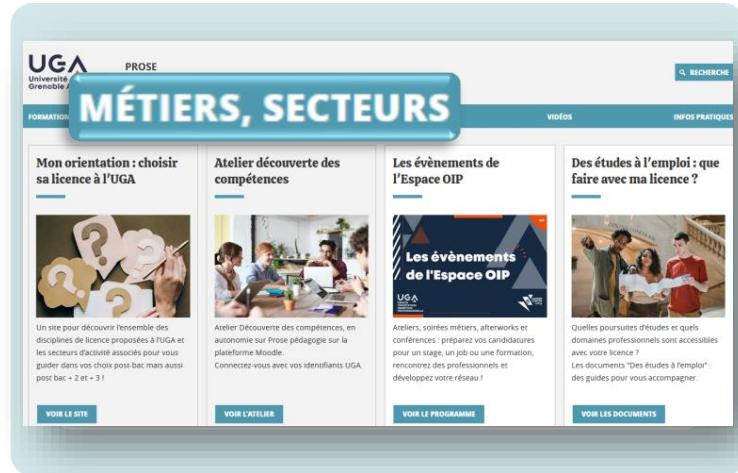 UGA
Université
Grenoble A
PROSE
RECHERCHE
MÉTIERS, SECTEURS
FORMATION
VIDÉOS
INFOS PRATIQUES
Mon orientation : choisir
sa licence à l'UGA
Un site pour découvrir l'ensemble des
disciplines de licence proposées à l'UGA et
les secteurs d'activité associés pour vous
guider dans vos choix post-bac mais aussi
post bac + 2 et + 3 !
VOIR LE SITE
Atelier découverte des
compétences
Atelier Découverte des compétences, en
autonomie sur Prose pédagogie sur la
plateforme Moodle.
Connectez-vous avec vos identifiants UGA.
VOIR L'ATELIER
Les évènements de
l'Espace OIP
Les évènements
de l'Espace OIP
UGA
Ateliers, soirées métiers, afterworks et
conférences : préparez vos candidatures
pour un stage, un job ou une formation,
rencontrez des professionnels et
développez votre réseau !
VOIR LE PROGRAMME
Des études à l'emploi : que
faire avec ma licence ?
Quelles poursuites d'études et quels
domaines professionnels sont accessibles
avec votre licence ?
Les documents "Des études à l'emploi" :
des guides pour vous accompagner.
VOIR LES DOCUMENTS